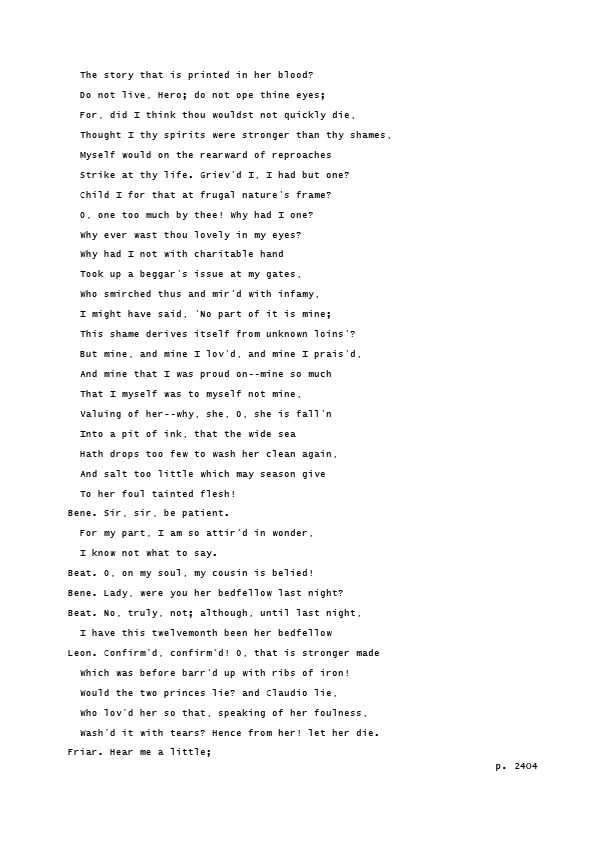 The story that is printed in her blood?
Do not live, Hero; do not ope thine eyes;
For, did I think thou wouldst not quickly die,
Thought I thy spirits were stronger than thy shames,
Myself would on the rearward of reproaches
Strike at thy life. Griev'd I, I had but one?
Child I for that at frugal nature's frame?
O, one too much by thee! Why had I one?
Why ever wast thou lovely in my eyes?
Why had I not with charitable hand
Took up a beggar's issue at my gates,
Who smirched thus and mir'd with infamy,
I might have said, 'No part of it is mine;
This shame derives itself from unknown loins'?
But mine, and mine I lov'd, and mine I prais'd,
And mine that I was proud on--mine so much
That I myself was to myself not mine,
Valuing of her--why, she, O, she is fall'n
Into a pit of ink, that the wide sea
Hath drops too few to wash her clean again,
And salt too little which may season give
To her foul tainted flesh!
Bene. Sir, sir, be patient.
For my part, I am so attir'd in wonder,
I know not what to say.
Beat. O, on my soul, my cousin is belied!
Bene. Lady, were you her bedfellow last night?
Beat. No, truly, not; although, until last night,
I have this twelvemonth been her bedfellow
Leon. Confirm'd, confirm'd! O, that is stronger made
Which was before barr'd up with ribs of iron!
Would the two princes lie? and Claudio lie,
Who lov'd her so that, speaking of her foulness,
Wash'd it with tears? Hence from her! let her die.
Friar. Hear me a little;
p. 2404